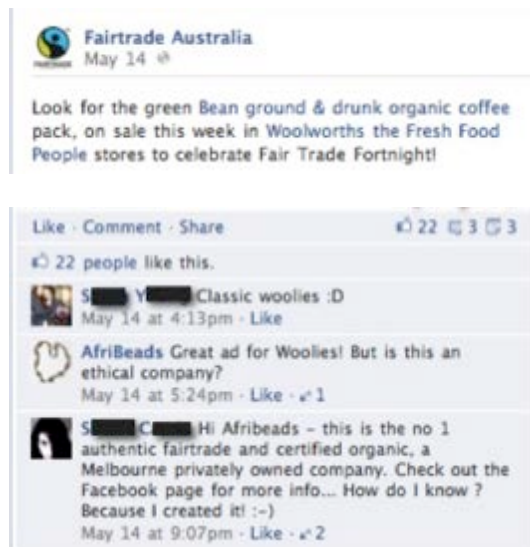 Fairtrade Australia
May 14
Look for the green Bean ground & drunk organic coffee
pack, on sale this week in Woolworths the Fresh Food
People stores to celebrate Fair Trade Fortnight!
Like · Comment · Share 22 3 3
22 people like this.
S Y Classic woolies :D
May 14 at 4:13pm · Like
AfriBeads Great ad for Woolies! But is this an
ethical company?
May 14 at 5:24pm · Like · 1
S C Hi Afribeads - this is the no 1
authentic fairtrade and certified organic, a
Melbourne privately owned company. Check out the
Facebook page for more info... How do I know ?
Because I created it! :-)
May 14 at 9:07pm · Like · 2